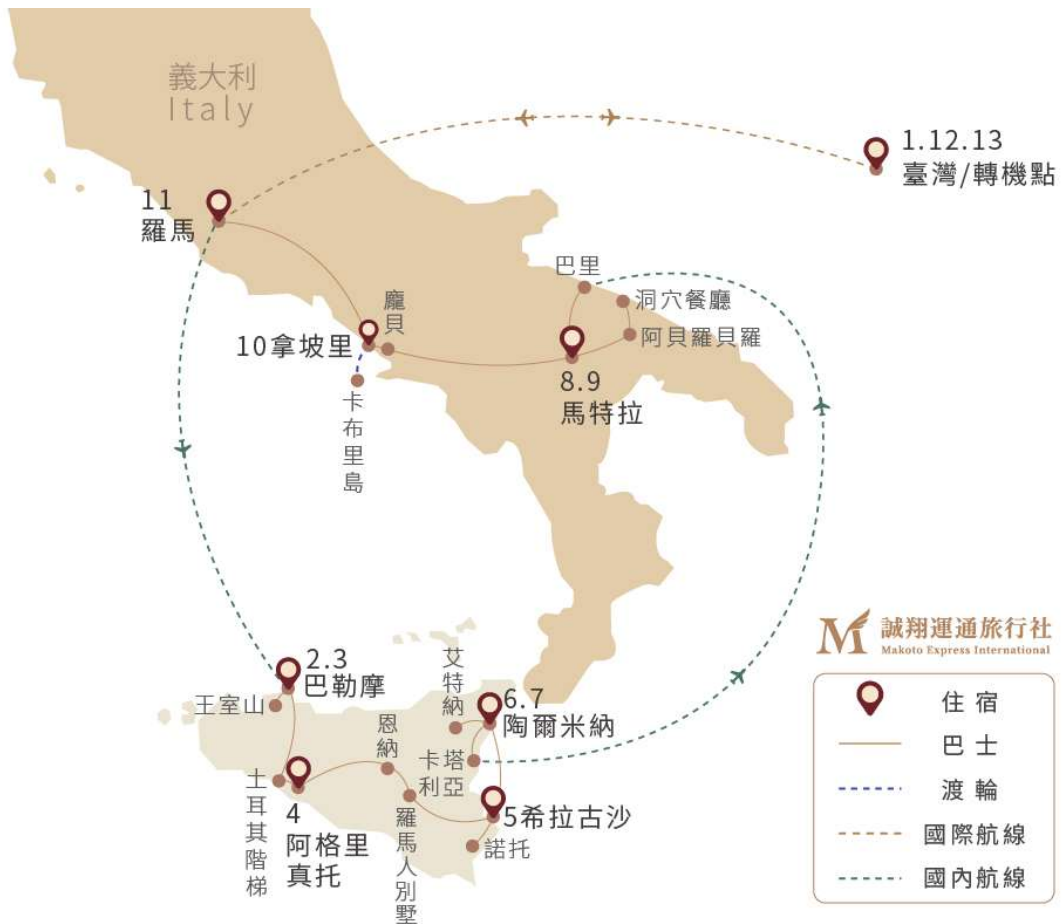 義大利
Italy
1.12.13
臺灣/轉機點
11
羅馬
巴里
洞穴餐廳
阿貝羅貝羅
龐貝
10拿坡里
8.9
馬特拉
卡布里島
誠翔運通旅行社
Makoto Express International
2.3
巴勒摩
王室山
艾特納
6.7
陶爾米納
恩納
卡塔
利亞
土耳其階梯
4
阿格里
真托
羅馬人別墅
5希拉古沙
諾托
住宿
巴士
渡輪
國際航線
國內航線